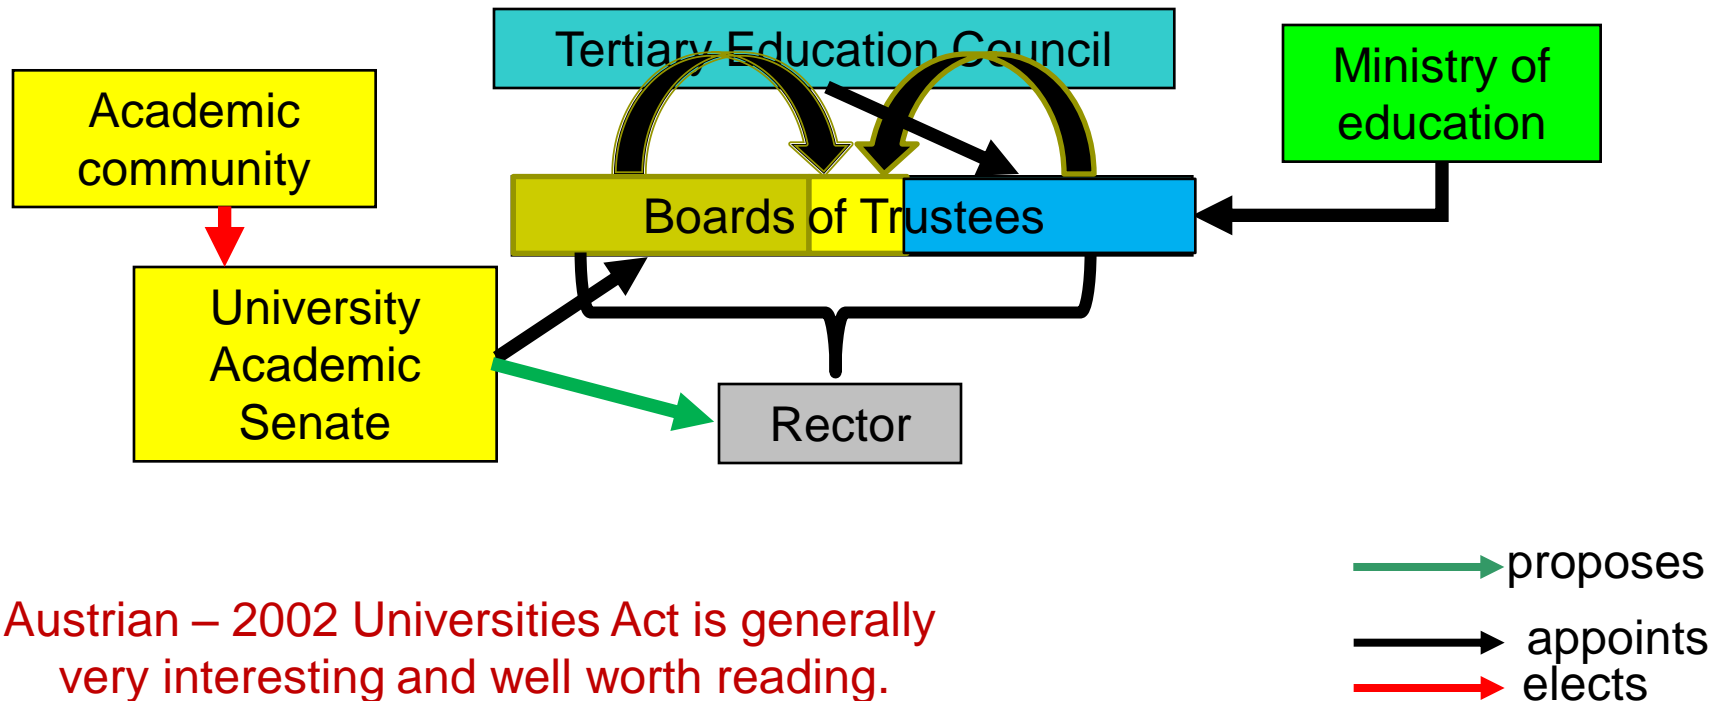 Tertiary Education Council
Ministry of
education
Academic
community
Boards of Trustees
University
Academic
Senate
Rector
proposes
appoints
elects
Austrian – 2002 Universities Act is generally
very interesting and well worth reading.